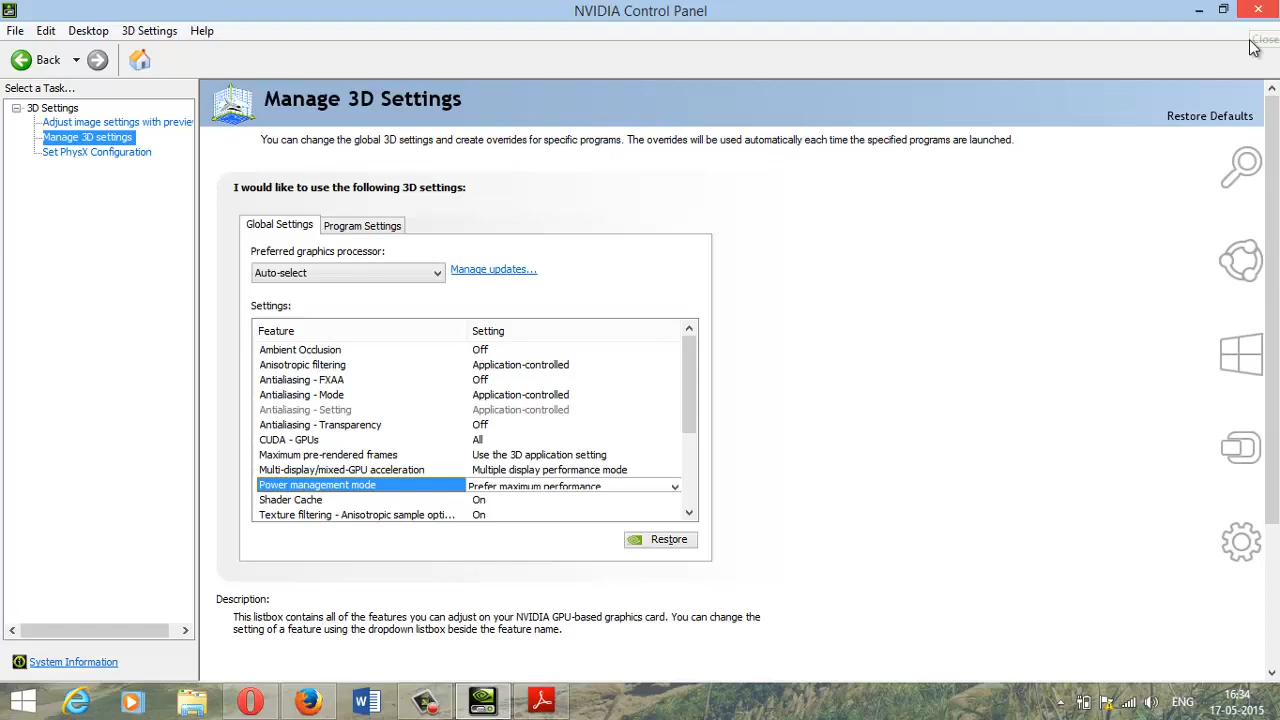 NVIDIA Control Panel
File Edit Desktop 3D Settings Help
Close
Back
Select a Task...
3D Settings
Adjust image settings with preview
Manage 3D settings
Set PhysX Configuration
System Information
Manage 3D Settings
Restore Defaults
You can change the global 3D settings and create overrides for specific programs. The overrides will be used automatically each time the specified programs are launched.
I would like to use the following 3D settings:
Global Settings Program Settings
Preferred graphics processor:
Auto-select Manage updates...
Settings:
Feature Setting
Ambient Occlusion Off
Anisotropic filtering Application-controlled
Antialiasing - FXAA Off
Antialiasing - Mode Application-controlled
Antialiasing - Setting Application-controlled
Antialiasing - Transparency Off
CUDA - GPUs All
Maximum pre-rendered frames Use the 3D application setting
Multi-display/mixed-GPU acceleration Multiple display performance mode
Power management mode Prefer maximum performance
Shader Cache On
Texture filtering - Anisotropic sample opti... On
Restore
Description:
This listbox contains all of the features you can adjust on your NVIDIA GPU-based graphics card. You can change the
setting of a feature using the dropdown listbox beside the feature name.
ENG
16:34
17-05-2015